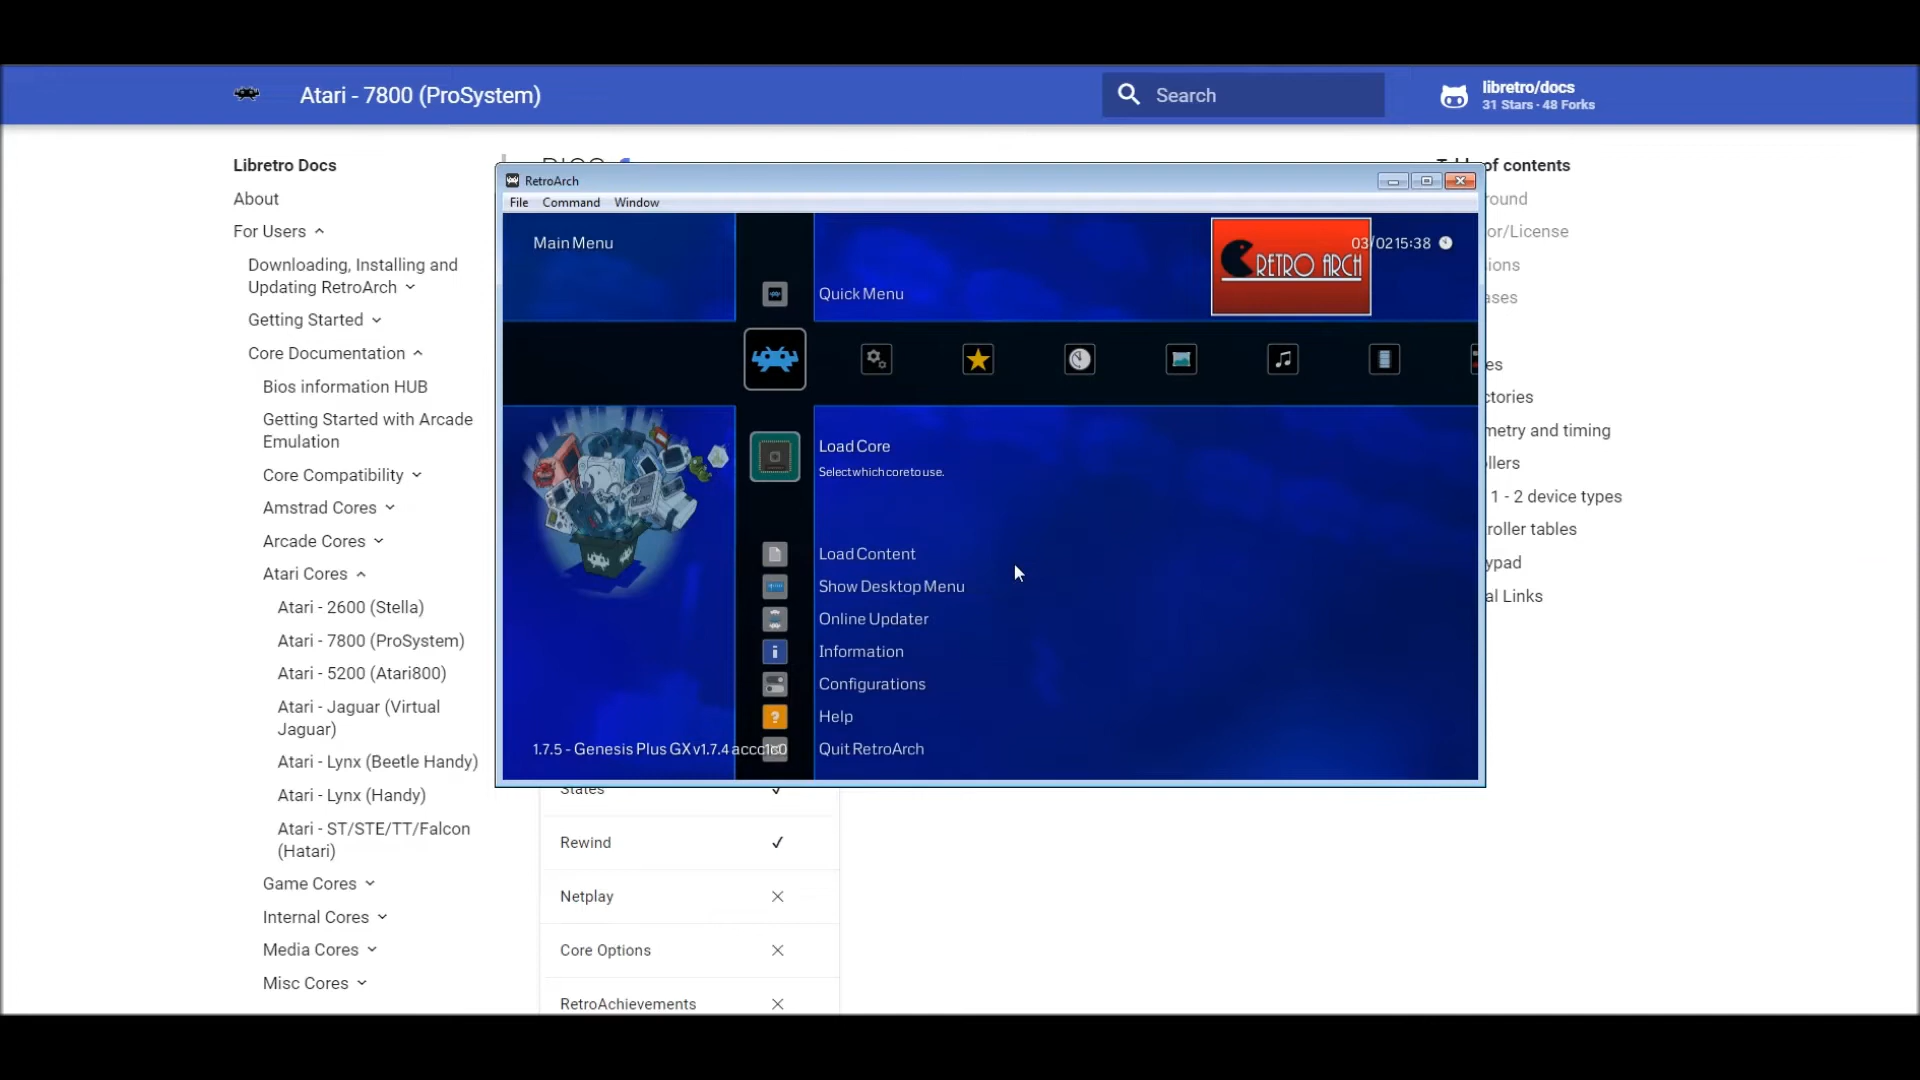 Atari - 7800 (ProSystem)
Search
libretro/docs
31 Stars · 48 Forks
Libretro Docs
About
For Users
Downloading, Installing and
Updating RetroArch
Getting Started
Core Documentation
Bios information HUB
Getting Started with Arcade
Emulation
Core Compatibility
Amstrad Cores
Arcade Cores
Atari Cores
Atari - 2600 (Stella)
Atari - 7800 (ProSystem)
Atari - 5200 (Atari800)
Atari - Jaguar (Virtual
Jaguar)
Atari - Lynx (Beetle Handy)
Atari - Lynx (Handy)
Atari - ST/STE/TT/Falcon
(Hatari)
Game Cores
Internal Cores
Media Cores
Misc Cores
RetroArch
File Command Window
Main Menu
03/02 15:38
RETRO ARCH
Quick Menu
Load Core
Select which core to use.
Load Content
Show Desktop Menu
Online Updater
Information
Configurations
Help
Quit RetroArch
1.7.5 - Genesis Plus GX v1.7.4 accc1c0
States
Rewind
Netplay
Core Options
RetroAchievements
of contents
round
or/License
ions
ases
es
ctories
metry and timing
llers
1 - 2 device types
roller tables
ypad
al Links